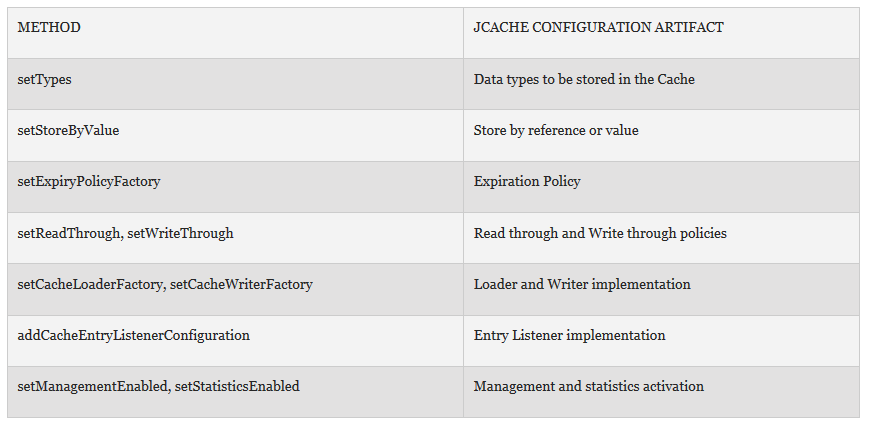 METHOD JCACHE CONFIGURATION ARTIFACT
setTypes Data types to be stored in the Cache
setStoreByValue Store by reference or value
setExpiryPolicyFactory Expiration Policy
setReadThrough, setWriteThrough Read through and Write through policies
setCacheLoaderFactory, setCacheWriterFactory Loader and Writer implementation
addCacheEntryListenerConfiguration Entry Listener implementation
setManagementEnabled, setStatisticsEnabled Management and statistics activation